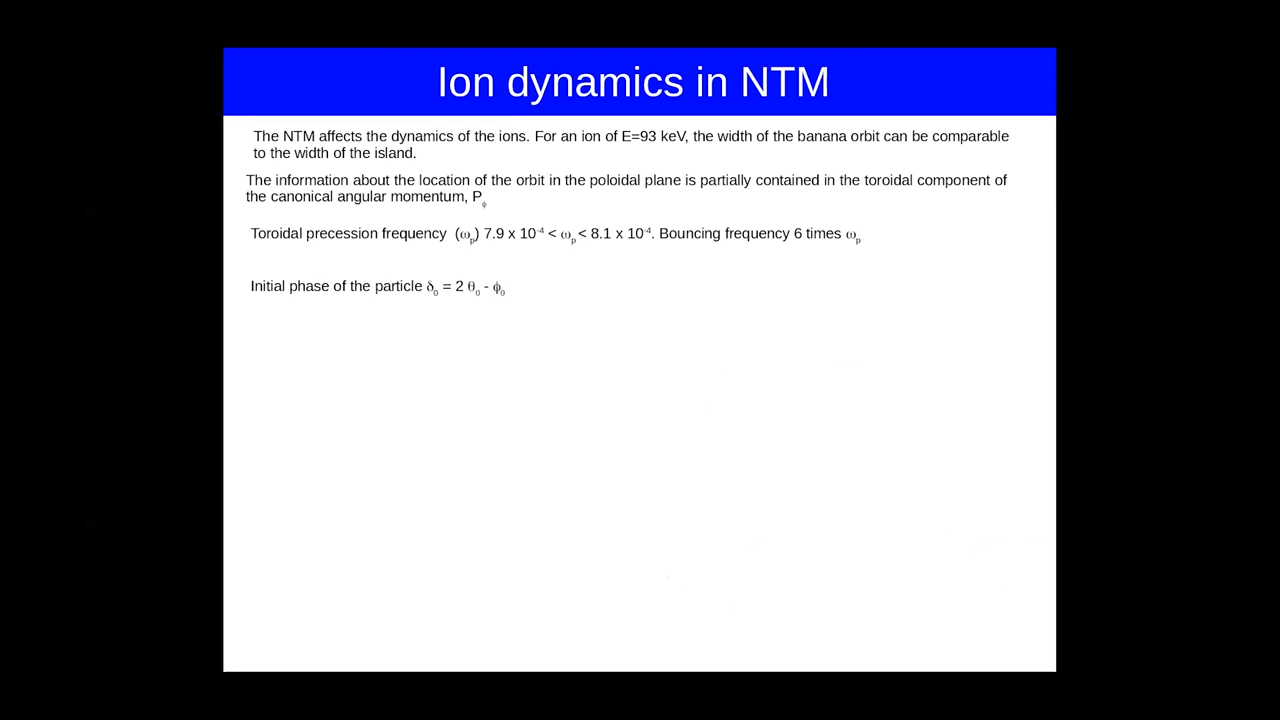 Ion dynamics in NTM
The NTM affects the dynamics of the ions. For an ion of E=93 keV, the width of the banana orbit can be comparable
to the width of the island.
The information about the location of the orbit in the poloidal plane is partially contained in the toroidal component of
the canonical angular momentum, Pϕ
Toroidal precession frequency (ωp) 7.9 x 10⁻⁴ < ωp < 8.1 x 10⁻⁴. Bouncing frequency 6 times ωp
Initial phase of the particle δ₀ = 2 θ₀ - ϕ₀